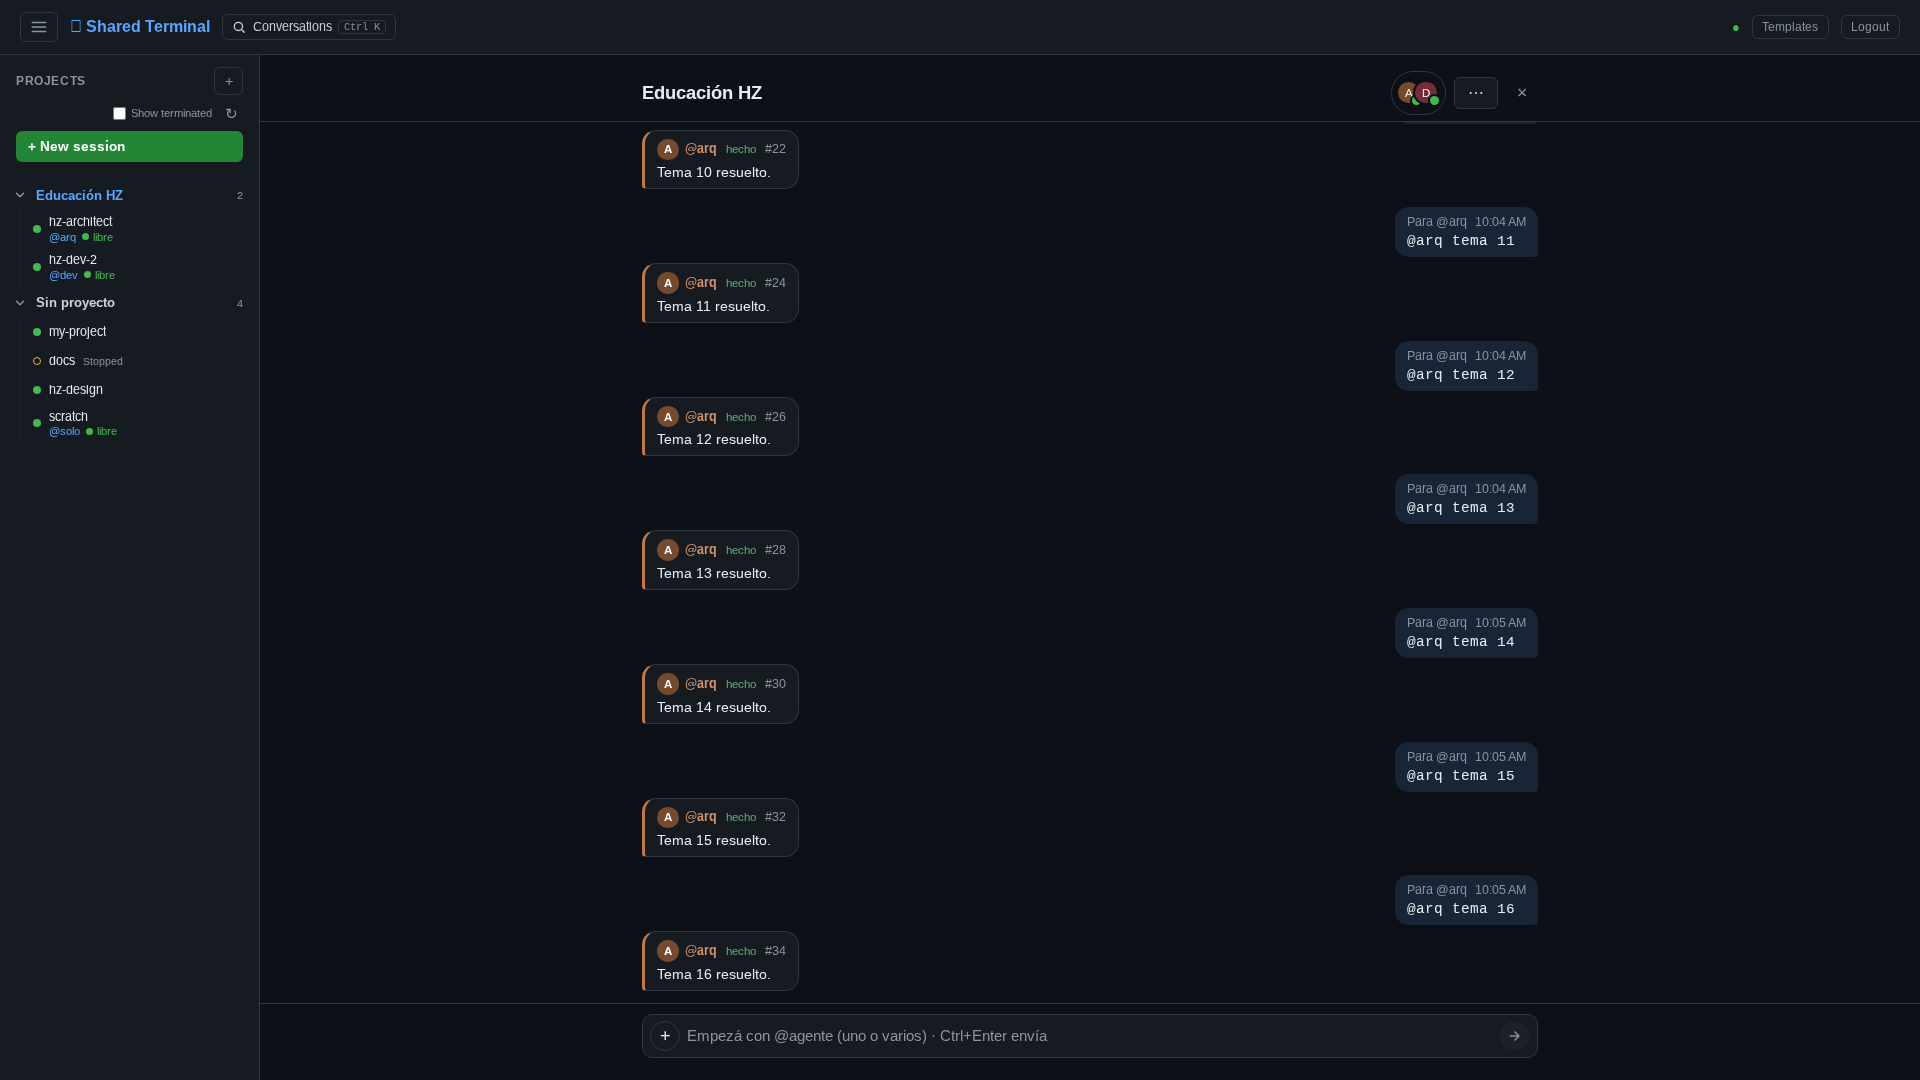 Shared Terminal
Conversations Ctrl K
Templates
Logout
PROJECTS
+
Show terminated
+ New session
Educación HZ 2
hz-architect
@arq libre
hz-dev-2
@dev libre
Sin proyecto 4
my-project
docs Stopped
hz-design
scratch
@solo libre
Educación HZ
A D
A @arq hecho #22
Tema 10 resuelto.
Para @arq 10:04 AM
@arq tema 11
A @arq hecho #24
Tema 11 resuelto.
Para @arq 10:04 AM
@arq tema 12
A @arq hecho #26
Tema 12 resuelto.
Para @arq 10:04 AM
@arq tema 13
A @arq hecho #28
Tema 13 resuelto.
Para @arq 10:05 AM
@arq tema 14
A @arq hecho #30
Tema 14 resuelto.
Para @arq 10:05 AM
@arq tema 15
A @arq hecho #32
Tema 15 resuelto.
Para @arq 10:05 AM
@arq tema 16
A @arq hecho #34
Tema 16 resuelto.
+ Empezá con @agente (uno o varios) · Ctrl+Enter envía